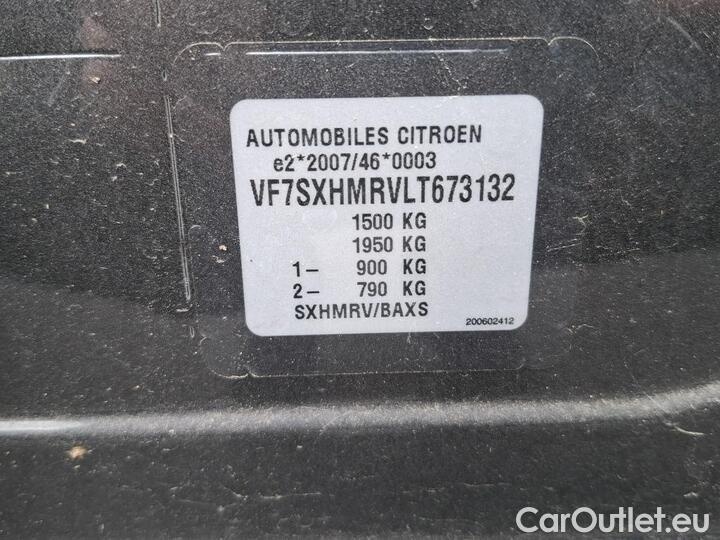 AUTOMOBILES CITROEN
e2*2007/46*0003
VF7SXHMRVLT673132
1500 KG
1950 KG
1- 900 KG
2- 790 KG
SXHMRV/BAXS
200602412
CarOutlet.eu